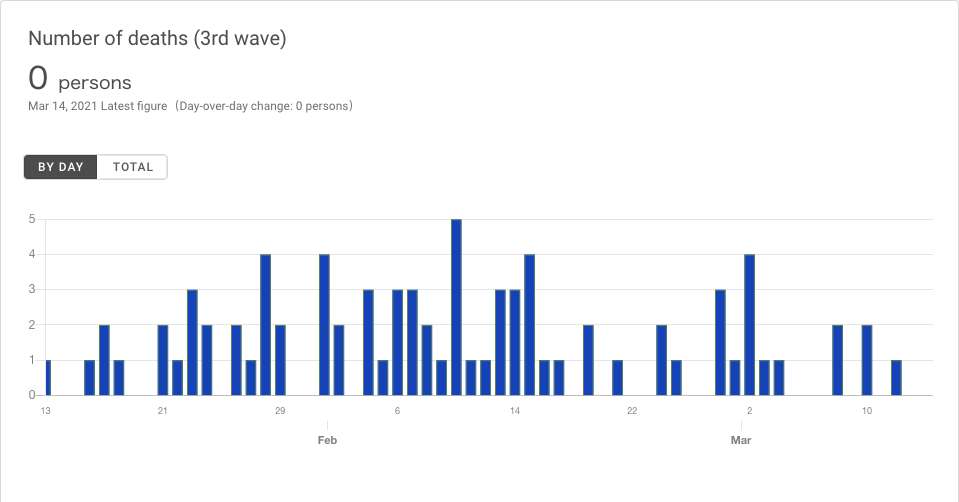 Number of deaths (3rd wave)
0 persons
Mar 14, 2021 Latest figure (Day-over-day change: 0 persons)
BY DAY TOTAL
5
4
3
2
1
0
13 21 29 6 14 22 2 10
Feb Mar